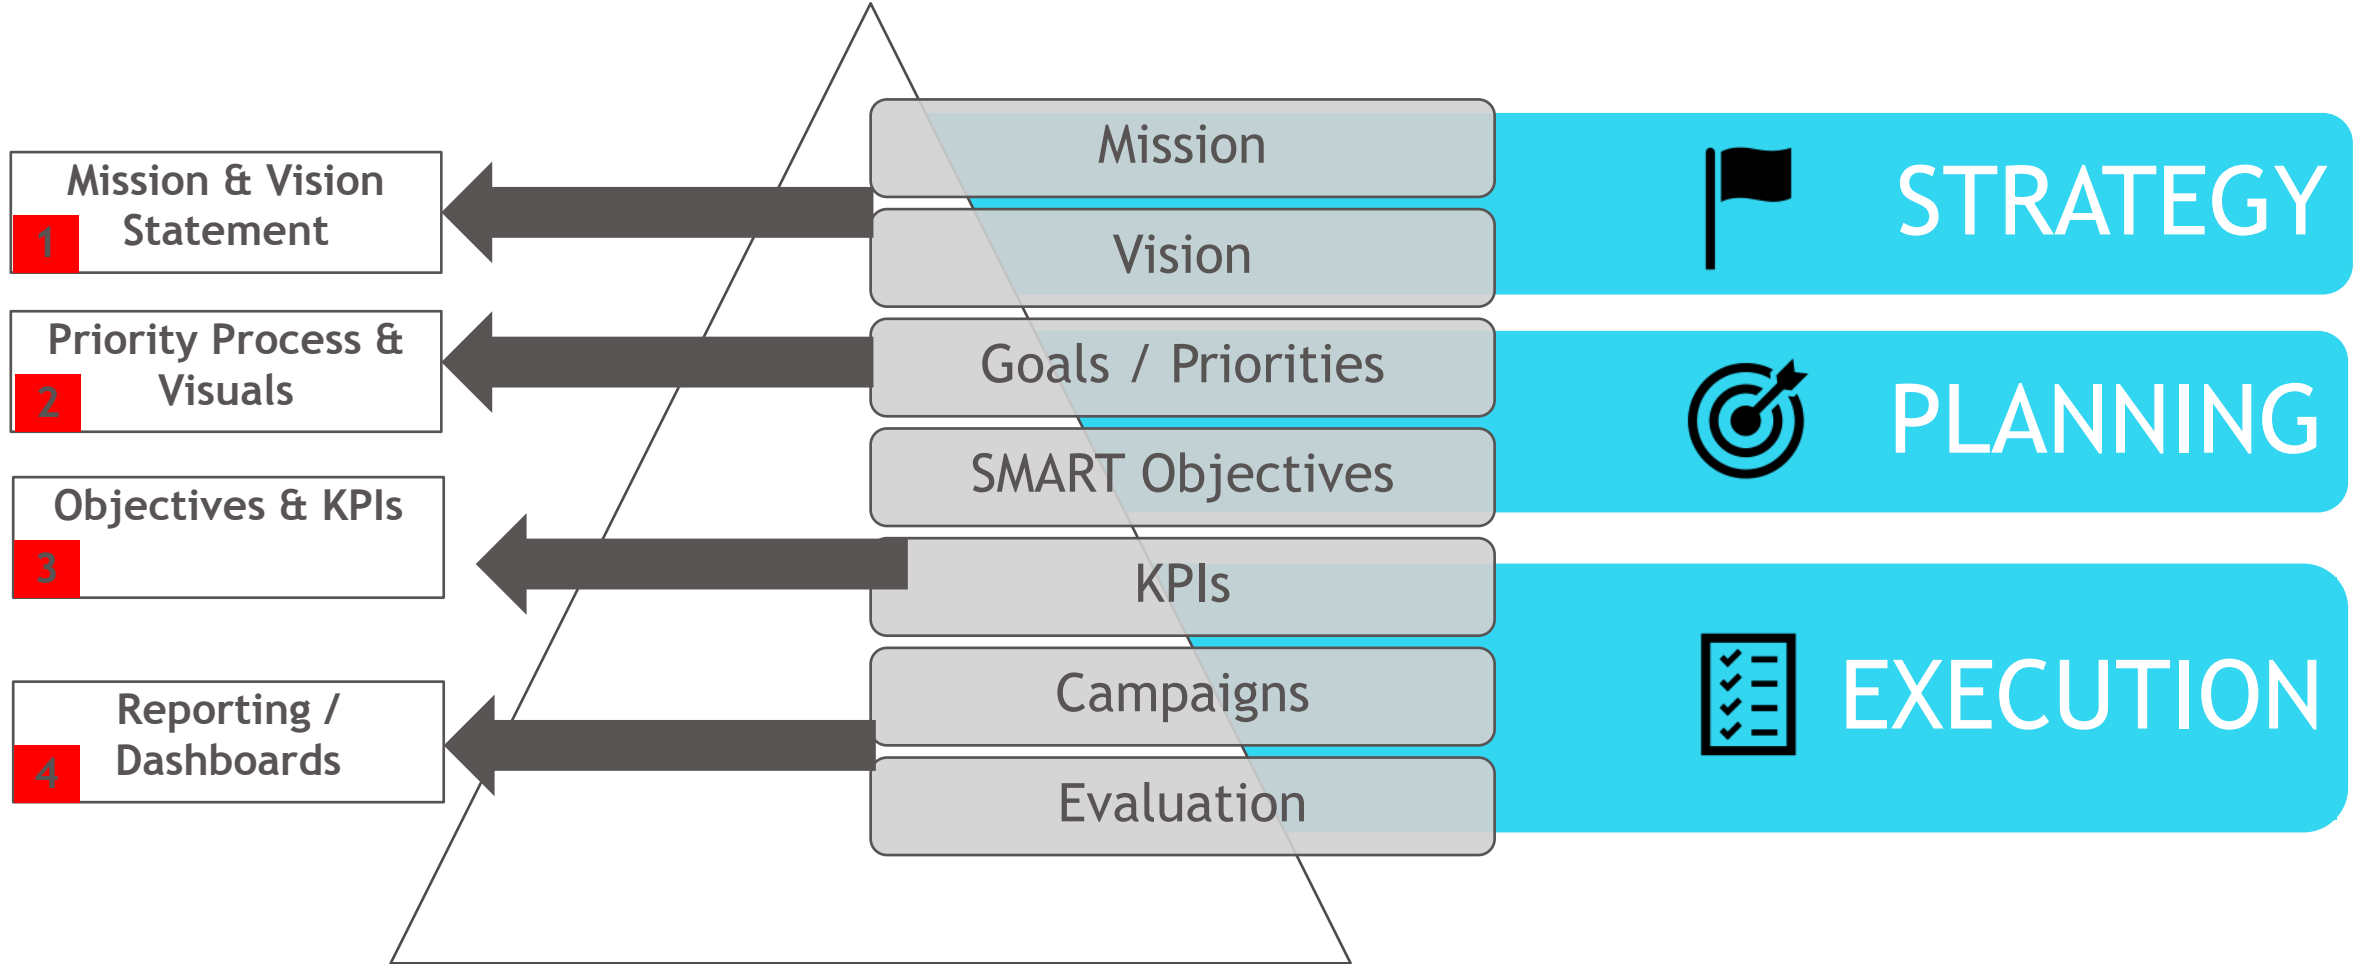 Mission & Vision
Statement
1
Priority Process &
Visuals
2
Objectives & KPIs
3
Reporting /
Dashboards
4
Mission
Vision
Goals / Priorities
SMART Objectives
KPIs
Campaigns
Evaluation
STRATEGY
PLANNING
EXECUTION